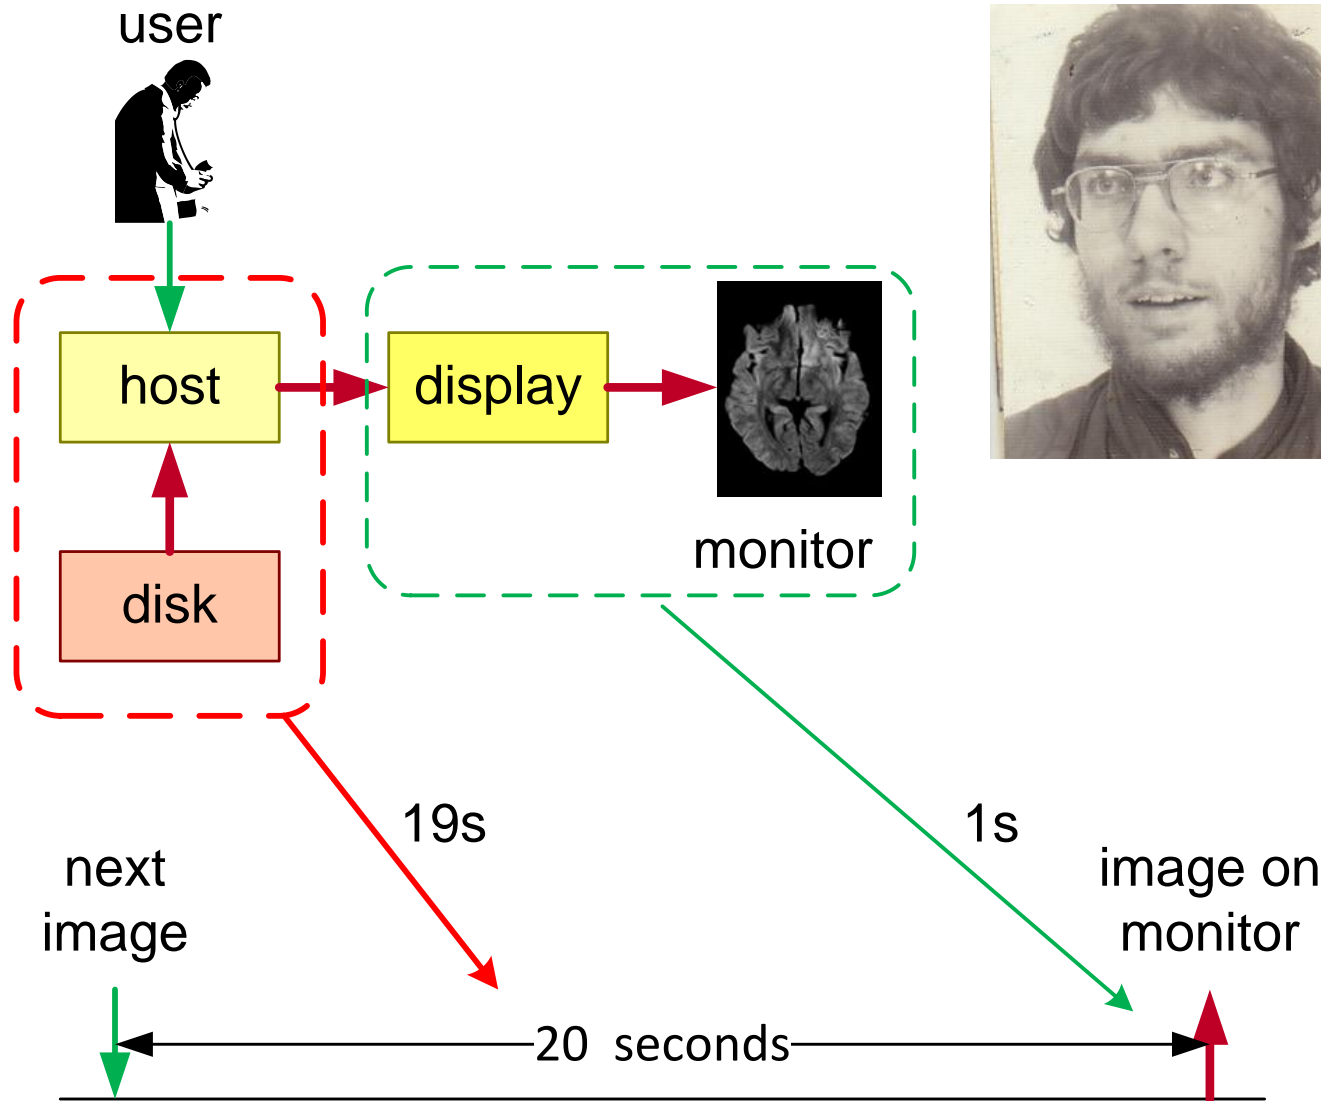 user
host
display
monitor
disk
19s
1s
next
image
image on
monitor
20 seconds